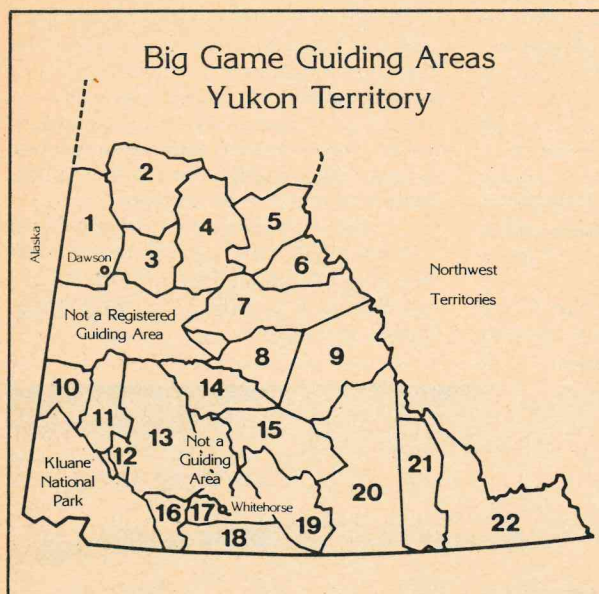 Big Game Guiding Areas
Yukon Territory
2
1
4
5
Alaska
Dawson
3
6
Northwest
Territories
7
Not a Registered
Guiding Area
8
9
10
14
11
13
15
Not a
Guiding
Area
12
Kluane
National
Park
20
21
16
17
Whitehorse
19
18
22